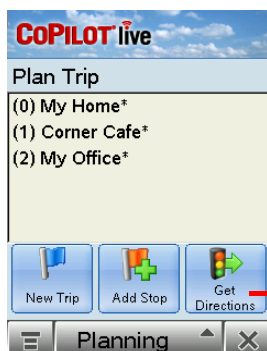 COPILOT live
Plan Trip
(0) My Home*
(1) Corner Cafe*
(2) My Office*
New Trip
Add Stop
Get
Directions
Planning